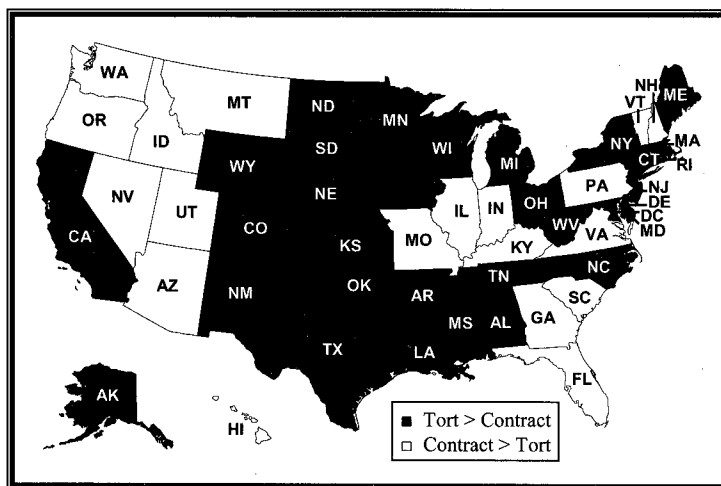 NH
VT
WA
MT
ND
ME
MN
OR
ID
SD
WI
NY
MA
WY
MI
CT
RI
NE
PA
NJ
NV
IL
IN
OH
DE
UT
CO
WV
DC
CA
KS
MO
KY
VA
MD
AZ
OK
TN
NC
NM
AR
SC
MS
AL
GA
TX
LA
AK
FL
HI
Tort > Contract
Contract > Tort